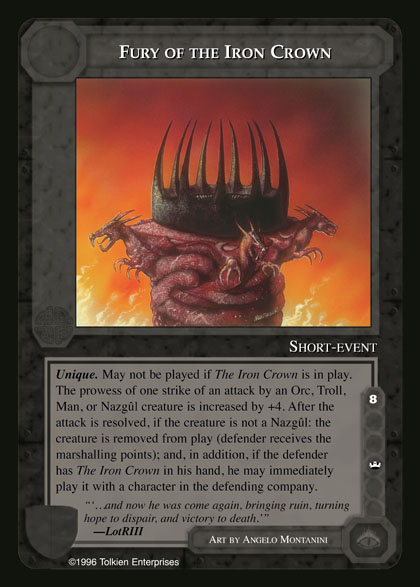 Fury of the Iron Crown
Short-event
Unique. May not be played if The Iron Crown is in play.
The prowess of one strike of an attack by an Orc, Troll,
Man, or Nazgûl creature is increased by +4. After the
attack is resolved, if the creature is not a Nazgûl: the
creature is removed from play (defender receives the
marshalling points); and, in addition, if the defender
has The Iron Crown in his hand, he may immediately
play it with a character in the defending company.
8
"'…and now he was come again, bringing ruin, turning
hope to dispair, and victory to death.'"
—LotRIII
Art by Angelo Montanini
©1996 Tolkien Enterprises